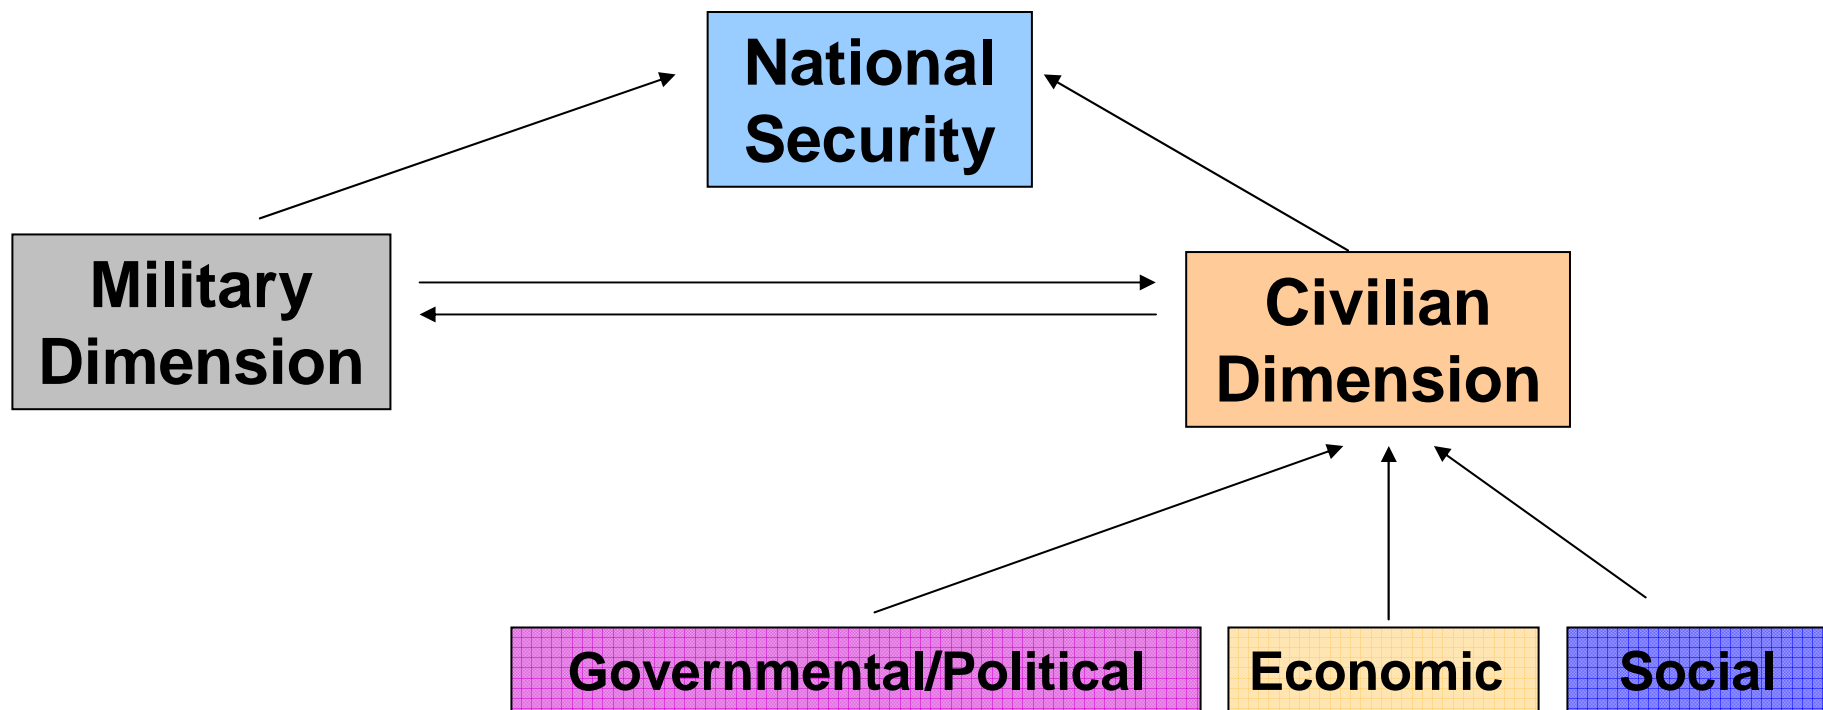 National
Security
Military
Dimension
Civilian
Dimension
Governmental/Political
Economic
Social